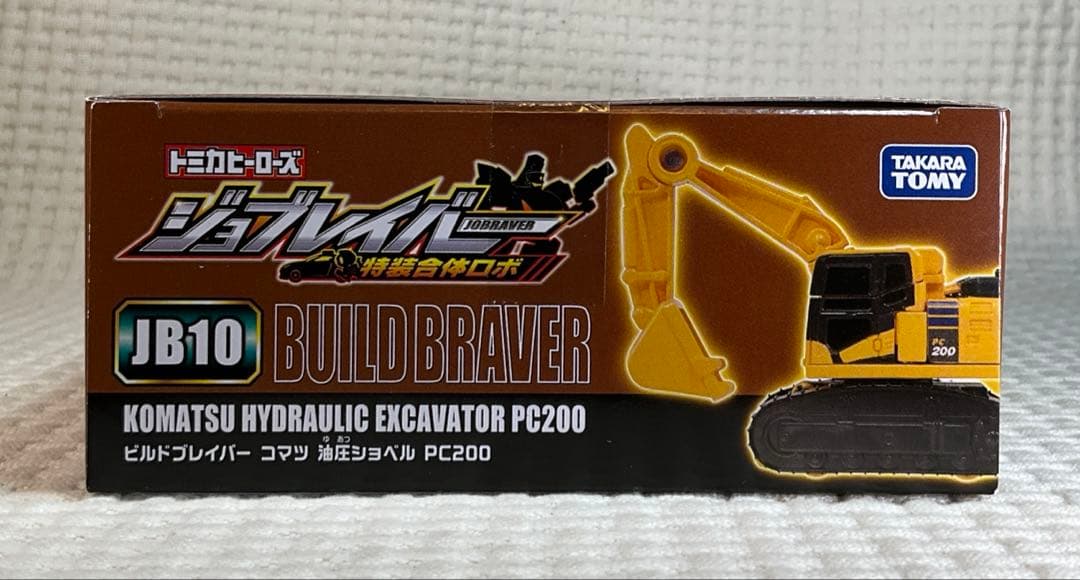 トミカヒーローズ
ジョブレイバー
JOBRAVER
特装合体ロボ
TAKARA
TOMY
JB10
BUILD BRAVER
PC
200
KOMATSU HYDRAULIC EXCAVATOR PC200
ゆ あつ
ビルドブレイバー コマツ 油圧ショベル PC200